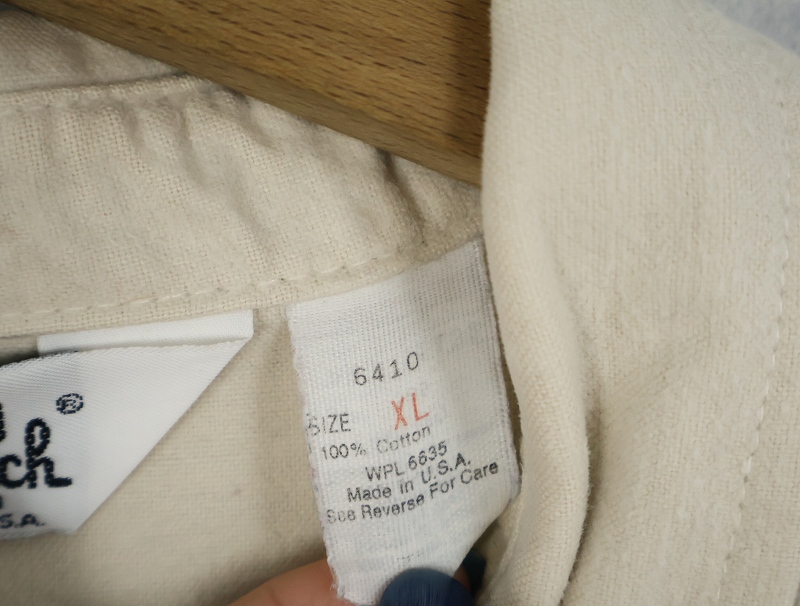 6410
SIZE XL
100% Cotton
WPL 6635
Made in U.S.A.
See Reverse For Care
®
S.A.